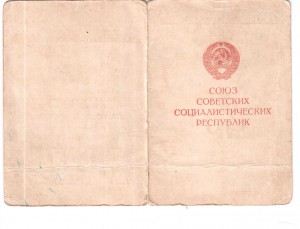 СОЮЗ
СОВЕТСКИХ
СОЦИАЛИСТИЧЕСКИХ
РЕСПУБЛИК